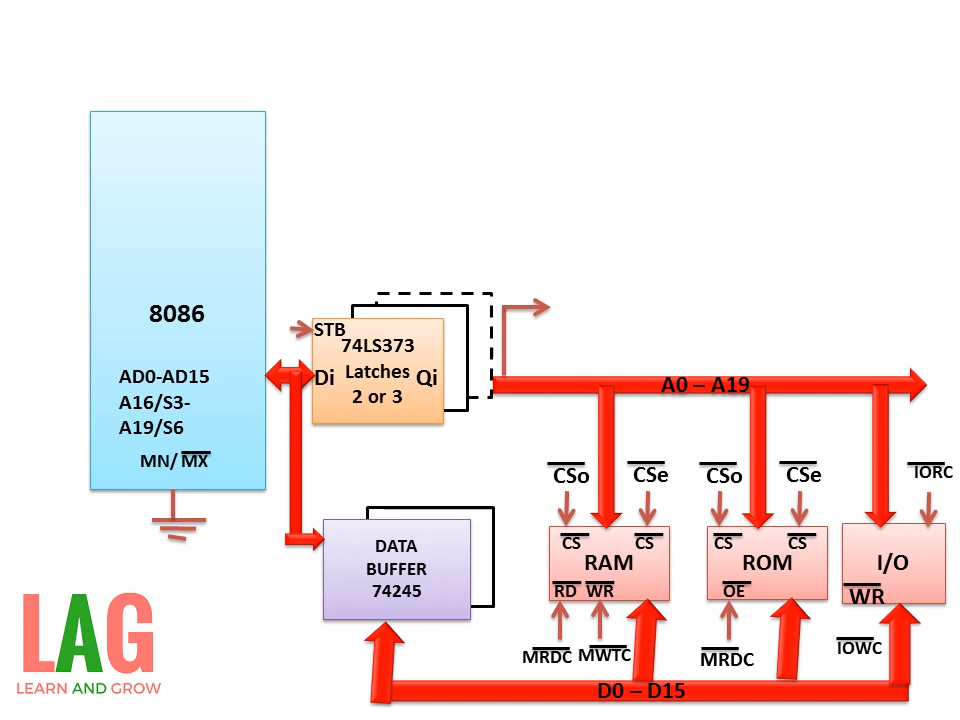 8086
AD0-AD15
A16/S3-
A19/S6
MN/ MX
STB
74LS373
Di Latches Qi
2 or 3
A0 – A19
DATA
BUFFER
74245
CSo CSe CSo CSe IORC
CS CS CS CS
RAM ROM I/O
RD WR OE WR
MRDC MWTC MRDC IOWC
D0 – D15
LAG
LEARN AND GROW